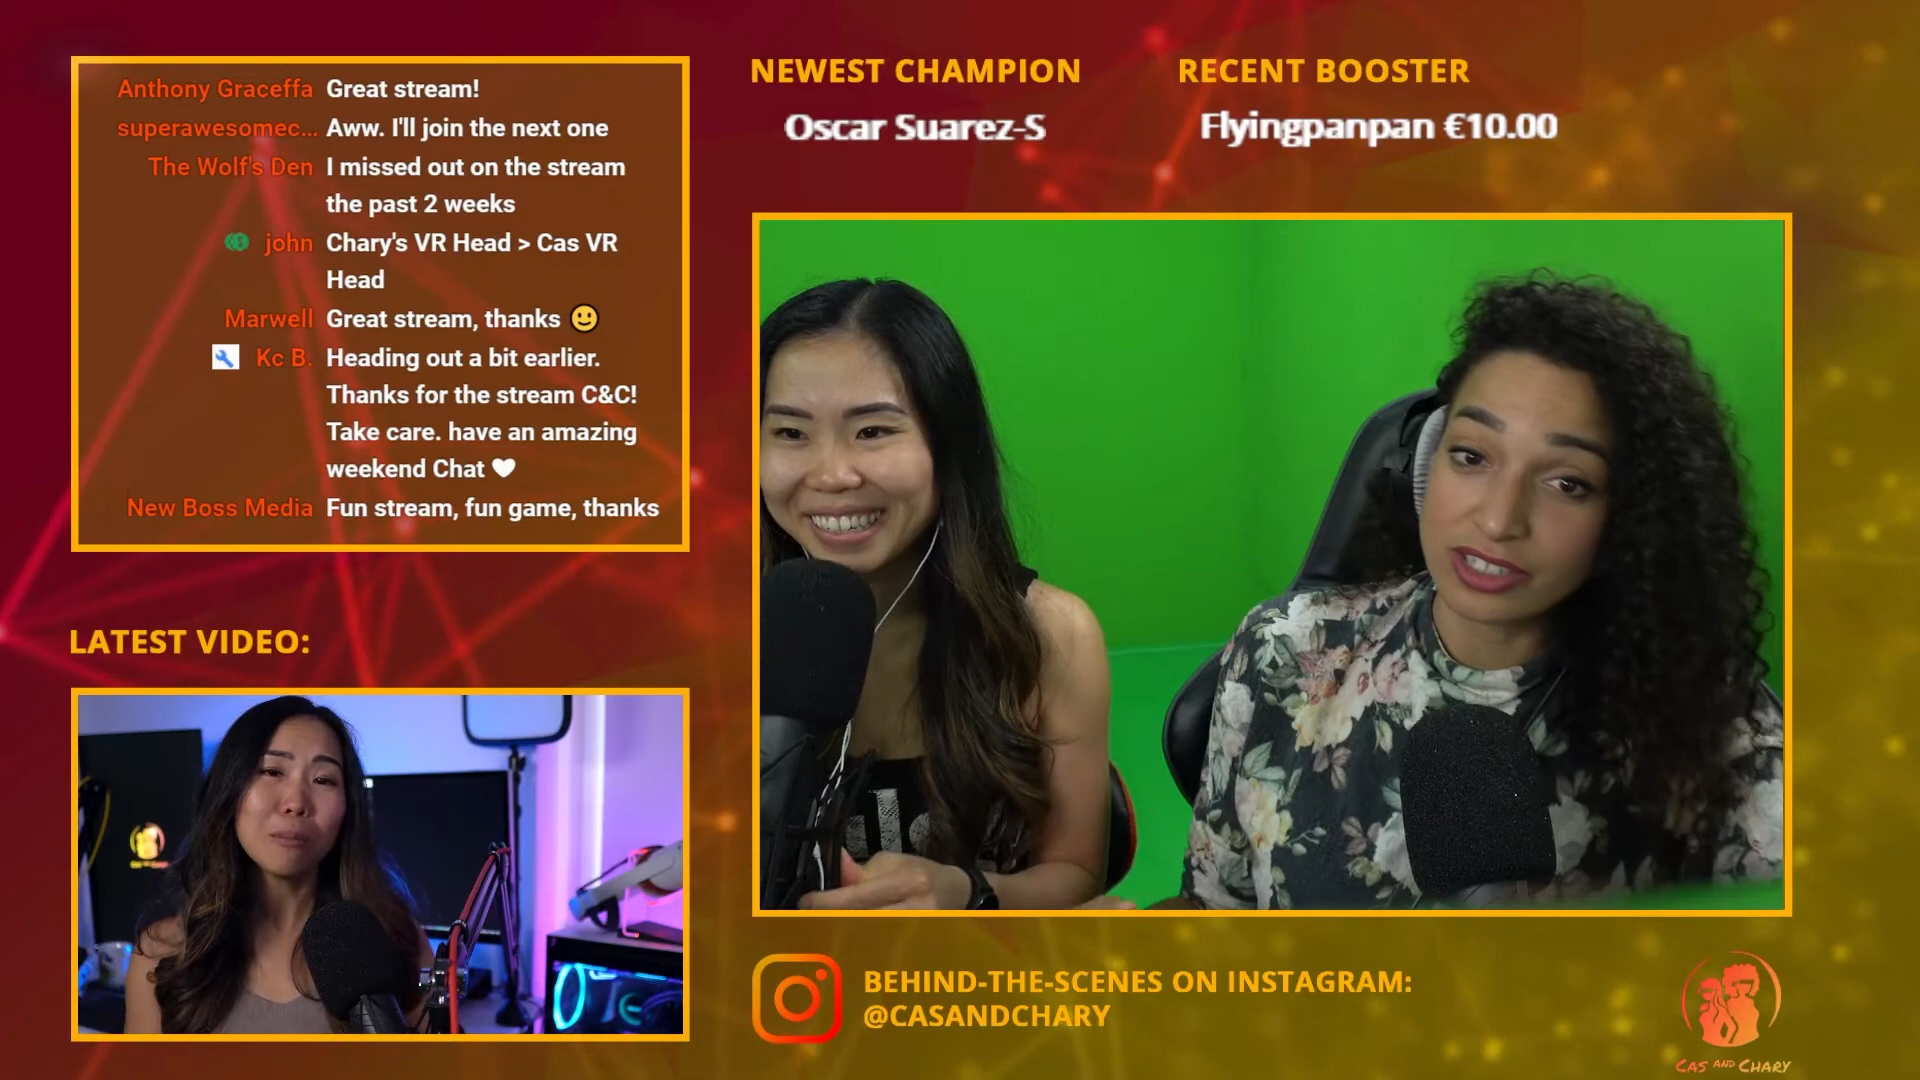 Anthony Graceffa Great stream!
superawesomec... Aww. I'll join the next one
The Wolf's Den I missed out on the stream
the past 2 weeks
john Chary's VR Head > Cas VR
Head
Marwell Great stream, thanks 🙂
Kc B. Heading out a bit earlier.
Thanks for the stream C&C!
Take care. have an amazing
weekend Chat 🤍
New Boss Media Fun stream, fun game, thanks
NEWEST CHAMPION
Oscar Suarez-S
RECENT BOOSTER
Flyingpanpan €10.00
LATEST VIDEO:
BEHIND-THE-SCENES ON INSTAGRAM:
@CASANDCHARY
CAS AND CHARY